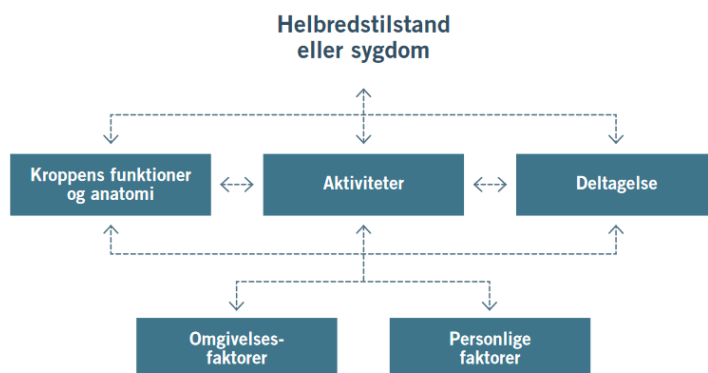 Helbredstilstand
eller sygdom
Kroppens funktioner
og anatomi
Aktiviteter
Deltagelse
Omgivelses-
faktorer
Personlige
faktorer